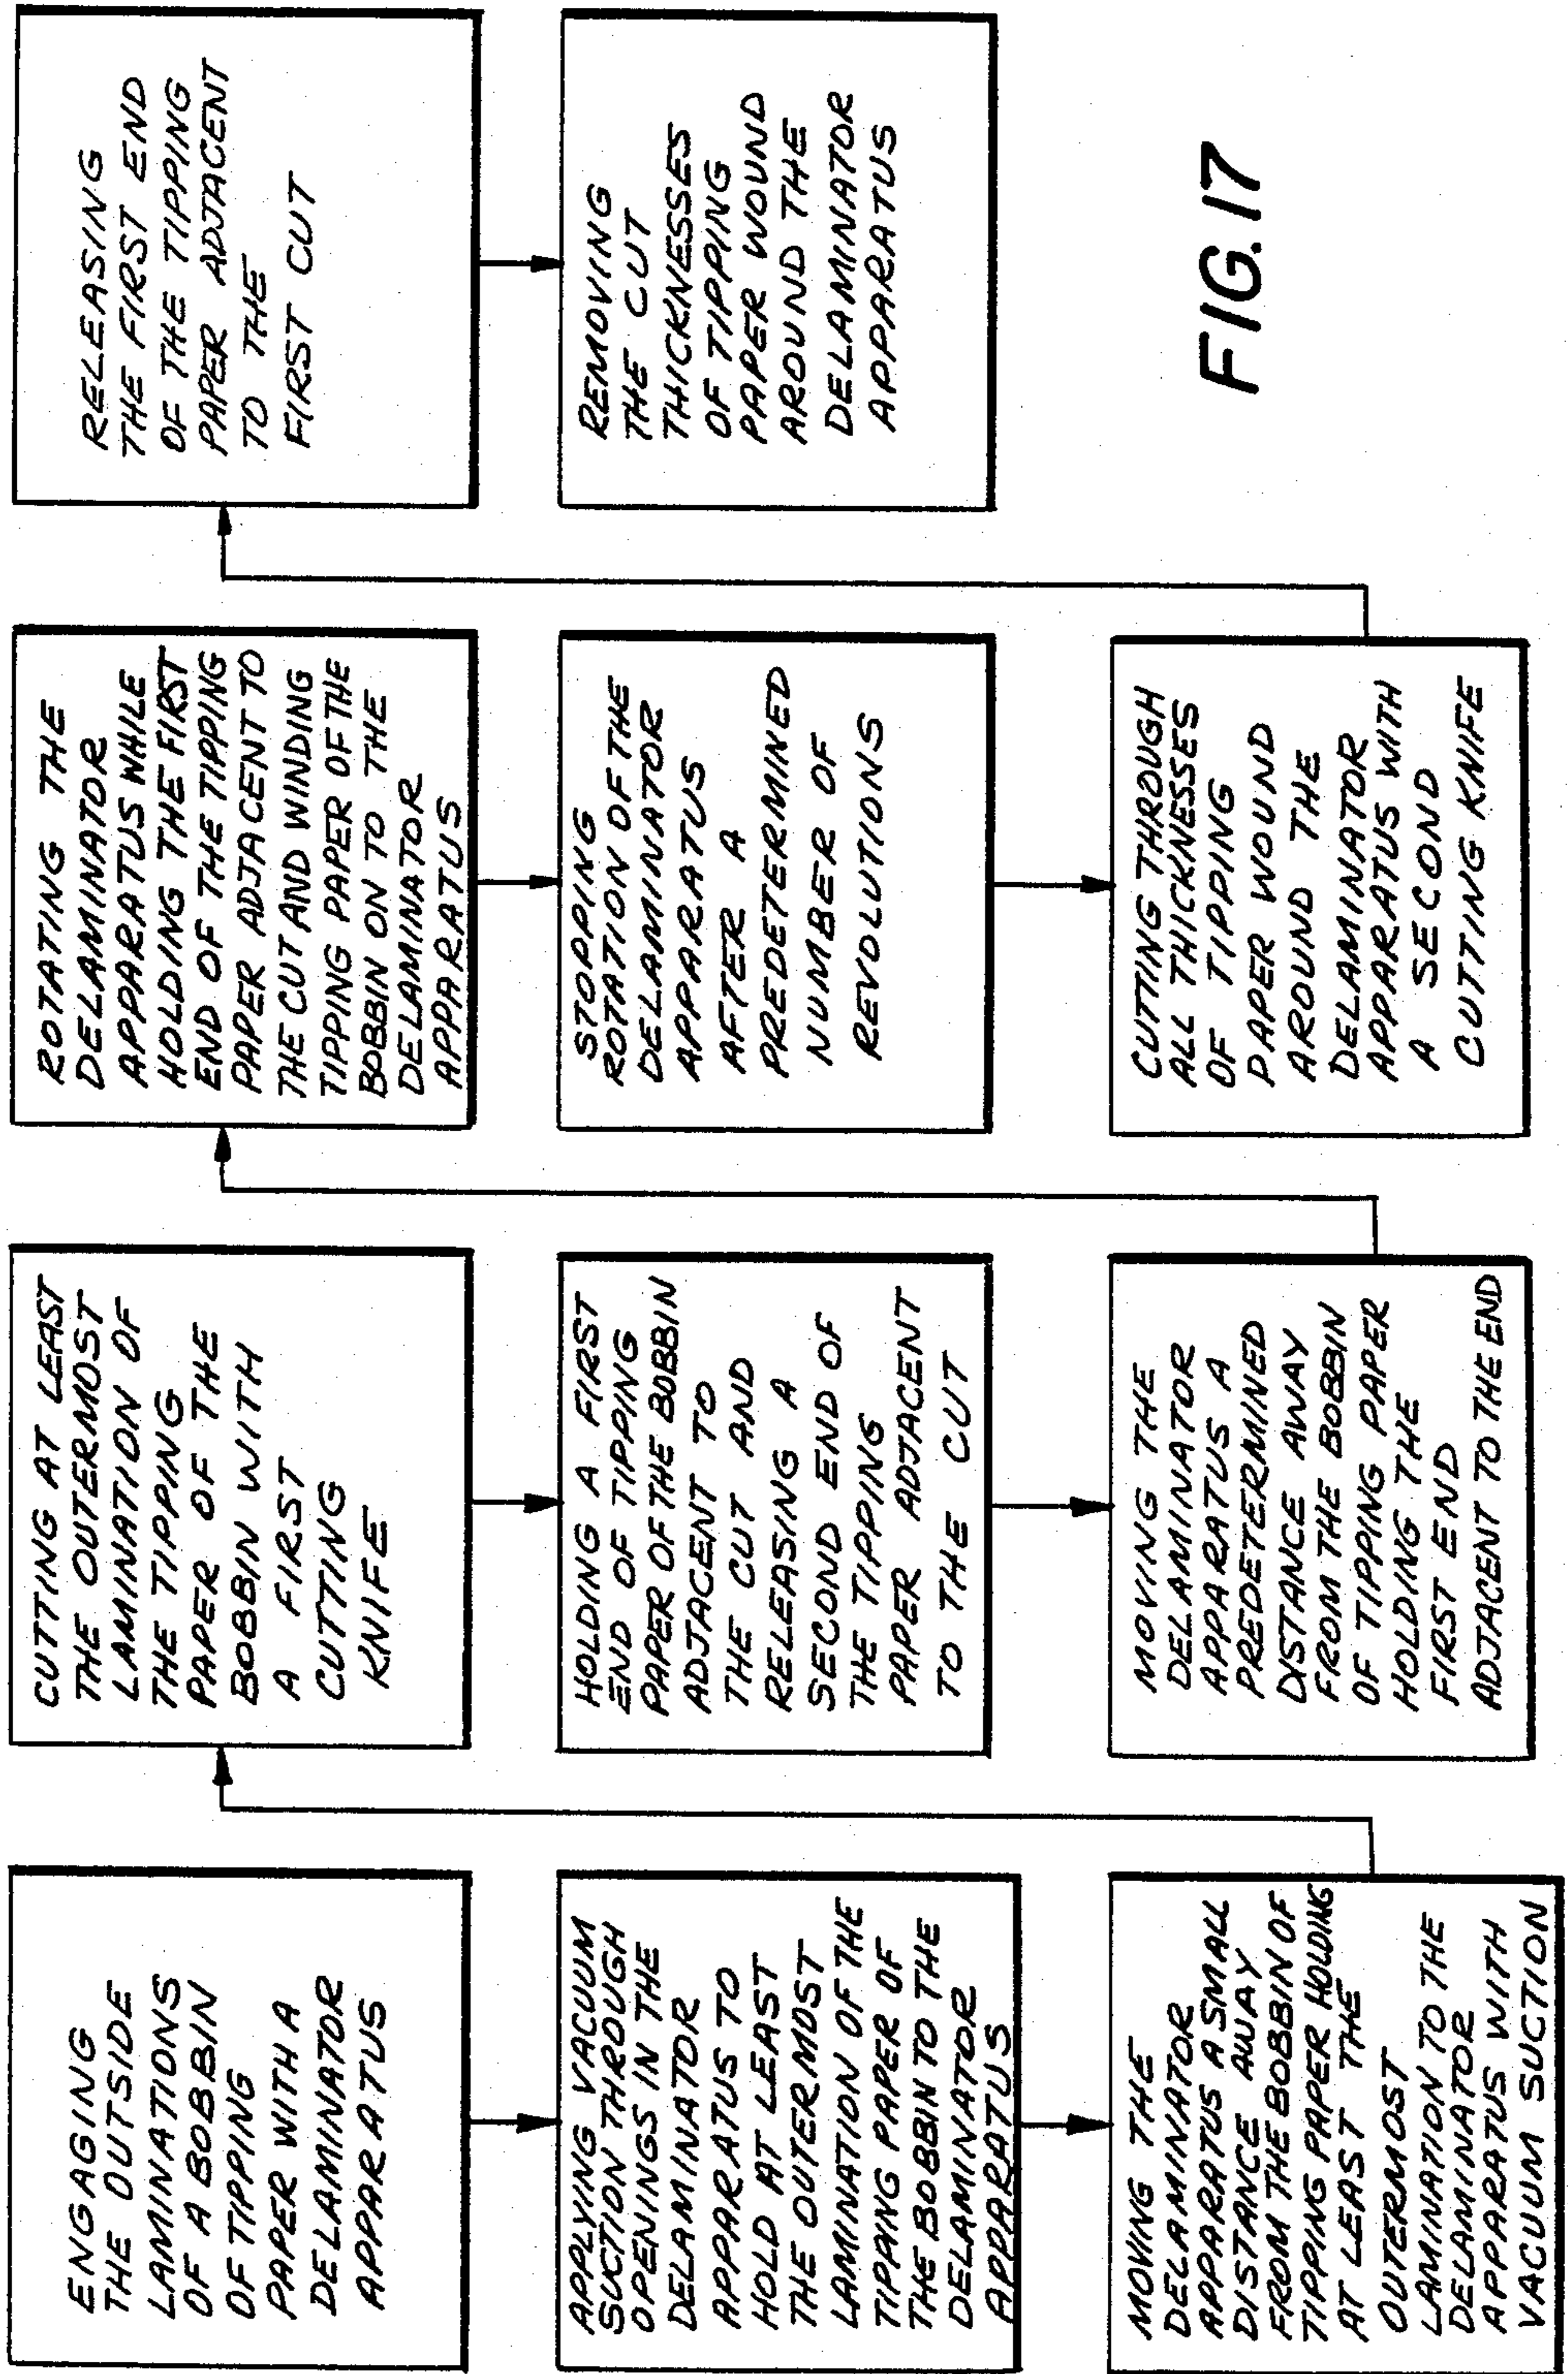 ENGAGING
THE OUTSIDE
LAMINATIONS
OF A BOBBIN
OF TIPPING
PAPER WITH A
DELAMINATOR
APPARATUS
APPLYING VACUUM
SUCTION THROUGH
OPENINGS IN THE
DELAMINATOR
APPARATUS TO
HOLD AT LEAST
THE OUTERMOST
LAMINATION OF THE
TIPPING PAPER OF
THE BOBBIN TO THE
DELAMINATOR
APPARATUS
MOVING THE
DELAMINATOR
APPARATUS A SMALL
DISTANCE AWAY
FROM THE BOBBIN OF
TIPPING PAPER HOLDING
AT LEAST THE
OUTERMOST
LAMINATION TO THE
DELAMINATOR
APPARATUS WITH
VACUUM SUCTION
CUTTING AT LEAST
THE OUTERMOST
LAMINATION OF
THE TIPPING
PAPER OF THE
BOBBIN WITH
A FIRST
CUTTING
KNIFE
HOLDING A FIRST
END OF TIPPING
PAPER OF THE BOBBIN
ADJACENT TO
THE CUT AND
RELEASING A
SECOND END OF
THE TIPPING
PAPER ADJACENT
TO THE CUT
MOVING THE
DELAMINATOR
APPARATUS A
PREDETERMINED
DISTANCE AWAY
FROM THE BOBBIN
OF TIPPING PAPER
HOLDING THE
FIRST END
ADJACENT TO THE END
ROTATING THE
DELAMINATOR
APPARATUS WHILE
HOLDING THE FIRST
END OF THE TIPPING
PAPER ADJACENT TO
THE CUT AND WINDING
TIPPING PAPER OF THE
BOBBIN ON TO THE
DELAMINATOR
APPARATUS
STOPPING
ROTATION OF THE
DELAMINATOR
APPARATUS
AFTER A
PREDETERMINED
NUMBER OF
REVOLUTIONS
CUTTING THROUGH
ALL THICKNESSES
OF TIPPING
PAPER WOUND
AROUND THE
DELAMINATOR
APPARATUS WITH
A SECOND
CUTTING KNIFE
RELEASING
THE FIRST END
OF THE TIPPING
PAPER ADJACENT
TO THE
FIRST CUT
REMOVING
THE CUT
THICKNESSES
OF TIPPING
PAPER WOUND
AROUND THE
DELAMINATOR
APPARATUS
FIG.17